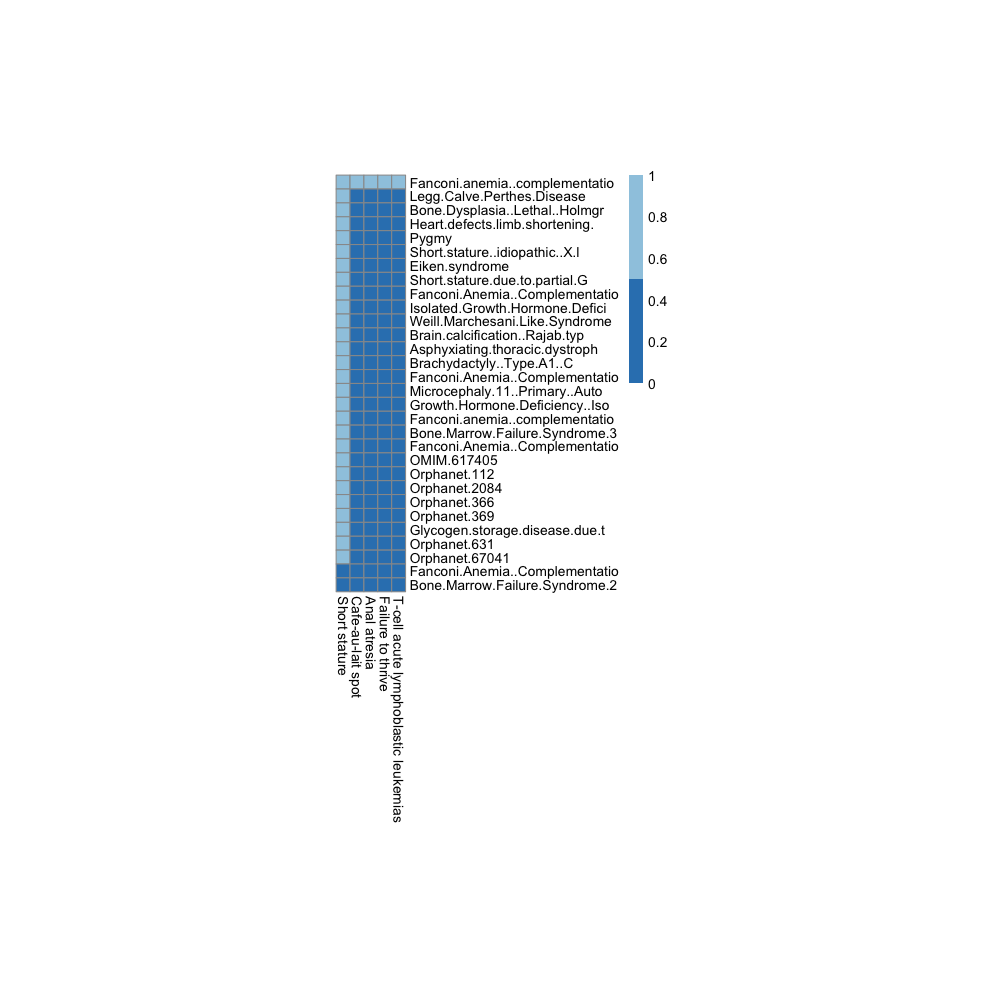 Fanconi.anemia..complementatio
Legg.Calve.Perthes.Disease
Bone.Dysplasia..Lethal..Holmgr
Heart.defects.limb.shortening.
Pygmy
Short.stature..idiopathic..X.l
Eiken.syndrome
Short.stature.due.to.partial.G
Fanconi.Anemia..Complementatio
Isolated.Growth.Hormone.Defici
Weill.Marchesani.Like.Syndrome
Brain.calcification..Rajab.typ
Asphyxiating.thoracic.dystroph
Brachydactyly..Type.A1..C
Fanconi.Anemia..Complementatio
Microcephaly.11..Primary..Auto
Growth.Hormone.Deficiency..Iso
Fanconi.anemia..complementatio
Bone.Marrow.Failure.Syndrome.3
Fanconi.Anemia..Complementatio
OMIM.617405
Orphanet.112
Orphanet.2084
Orphanet.366
Orphanet.369
Glycogen.storage.disease.due.t
Orphanet.631
Orphanet.67041
Fanconi.Anemia..Complementatio
Bone.Marrow.Failure.Syndrome.2
1
0.8
0.6
0.4
0.2
0
Short stature
Cafe-au-lait spot
Anal atresia
Failure to thrive
T-cell acute lymphoblastic leukemias